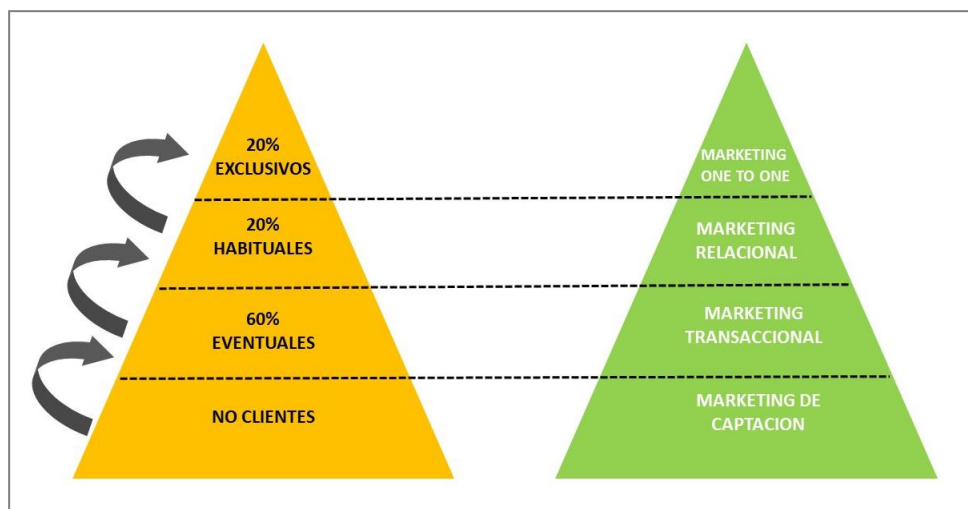 20%
EXCLUSIVOS
20%
HABITUALES
60%
EVENTUALES
NO CLIENTES
MARKETING
ONE TO ONE
MARKETING
RELACIONAL
MARKETING
TRANSACCIONAL
MARKETING DE
CAPTACION